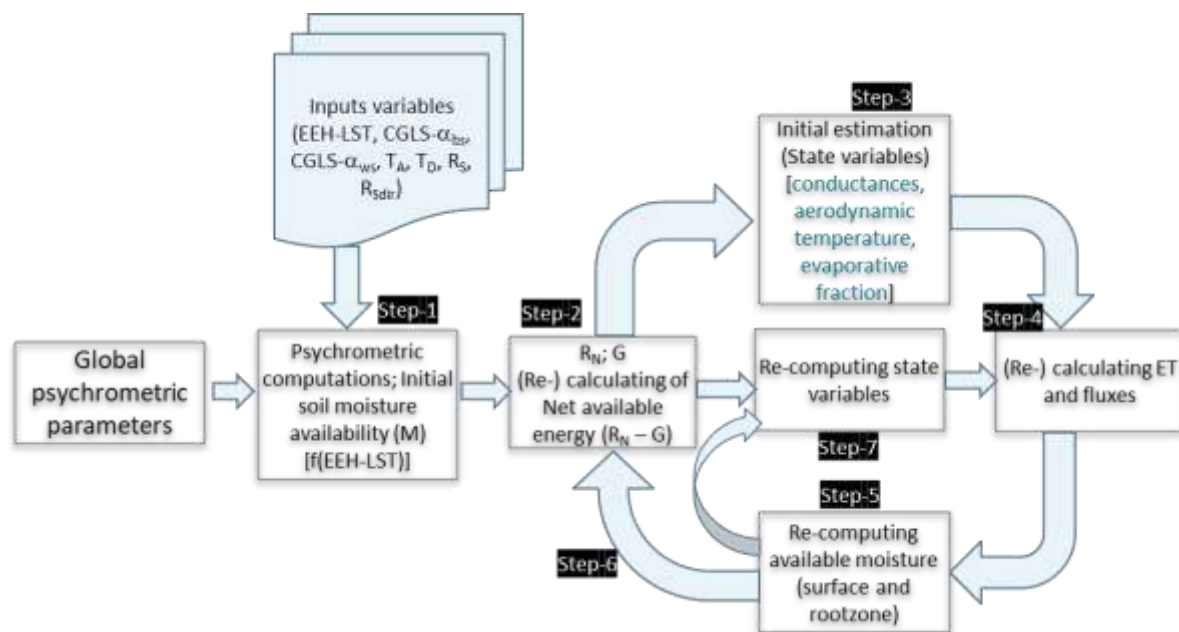 Inputs variables
(EEH-LST, CGLS-αbs,
CGLS-αws, TA, TD, RS,
RSdir)
Step-3
Initial estimation
(State variables)
[conductances,
aerodynamic
temperature,
evaporative
fraction]
Step-1
Step-2
Step-4
Global
psychrometric
parameters
Psychrometric
computations; Initial
soil moisture
availability (M)
[f(EEH-LST)]
RN; G
(Re-) calculating of
Net available
energy (RN – G)
Re-computing state
variables
(Re-) calculating ET
and fluxes
Step-7
Step-5
Re-computing
available moisture
(surface and
rootzone)
Step-6